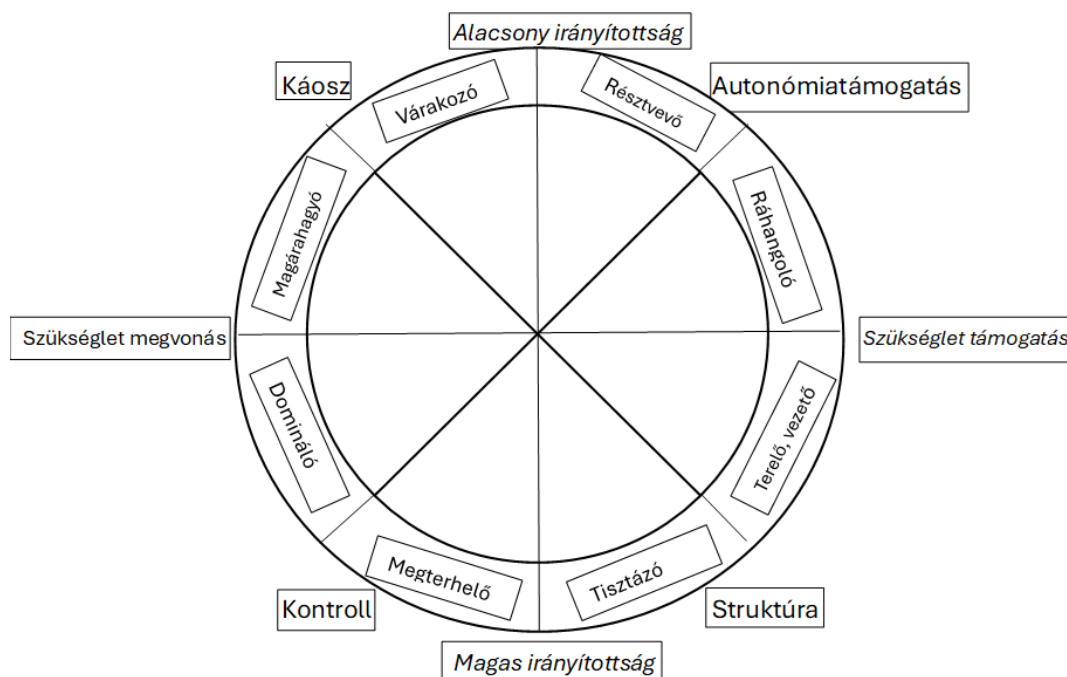 Alacsony irányítottság
Káosz
Várakozó
Résztvevő
Autonómiatámogatás
Magárahagyó
Ráhangoló
Szükséglet megvonás
Szükséglet támogatás
Domináló
Terelő, vezető
Megterhelő
Tisztázó
Kontroll
Struktúra
Magas irányítottság